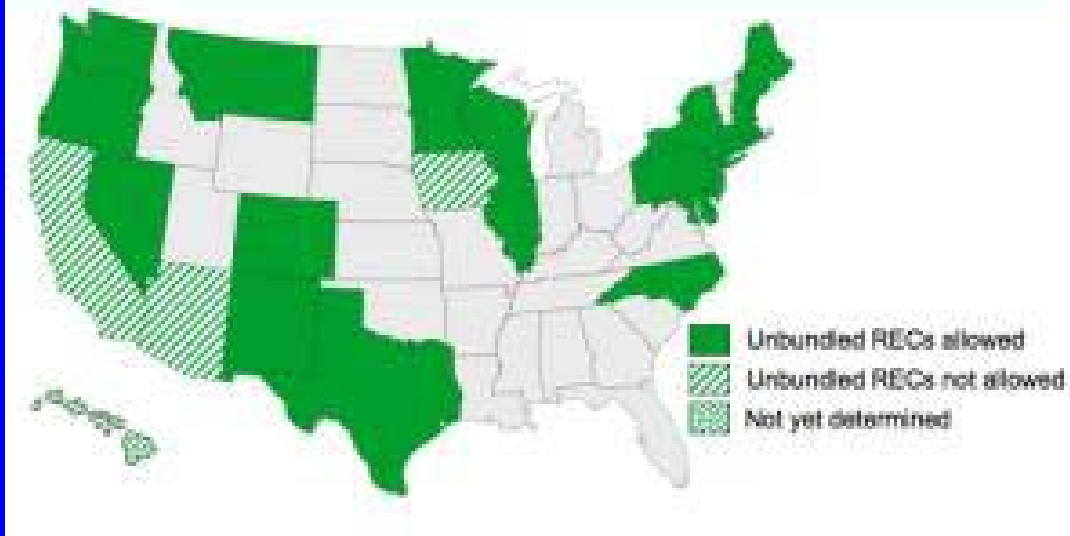 Unbundled RECs allowed
Unbundled RECs not allowed
Not yet determined